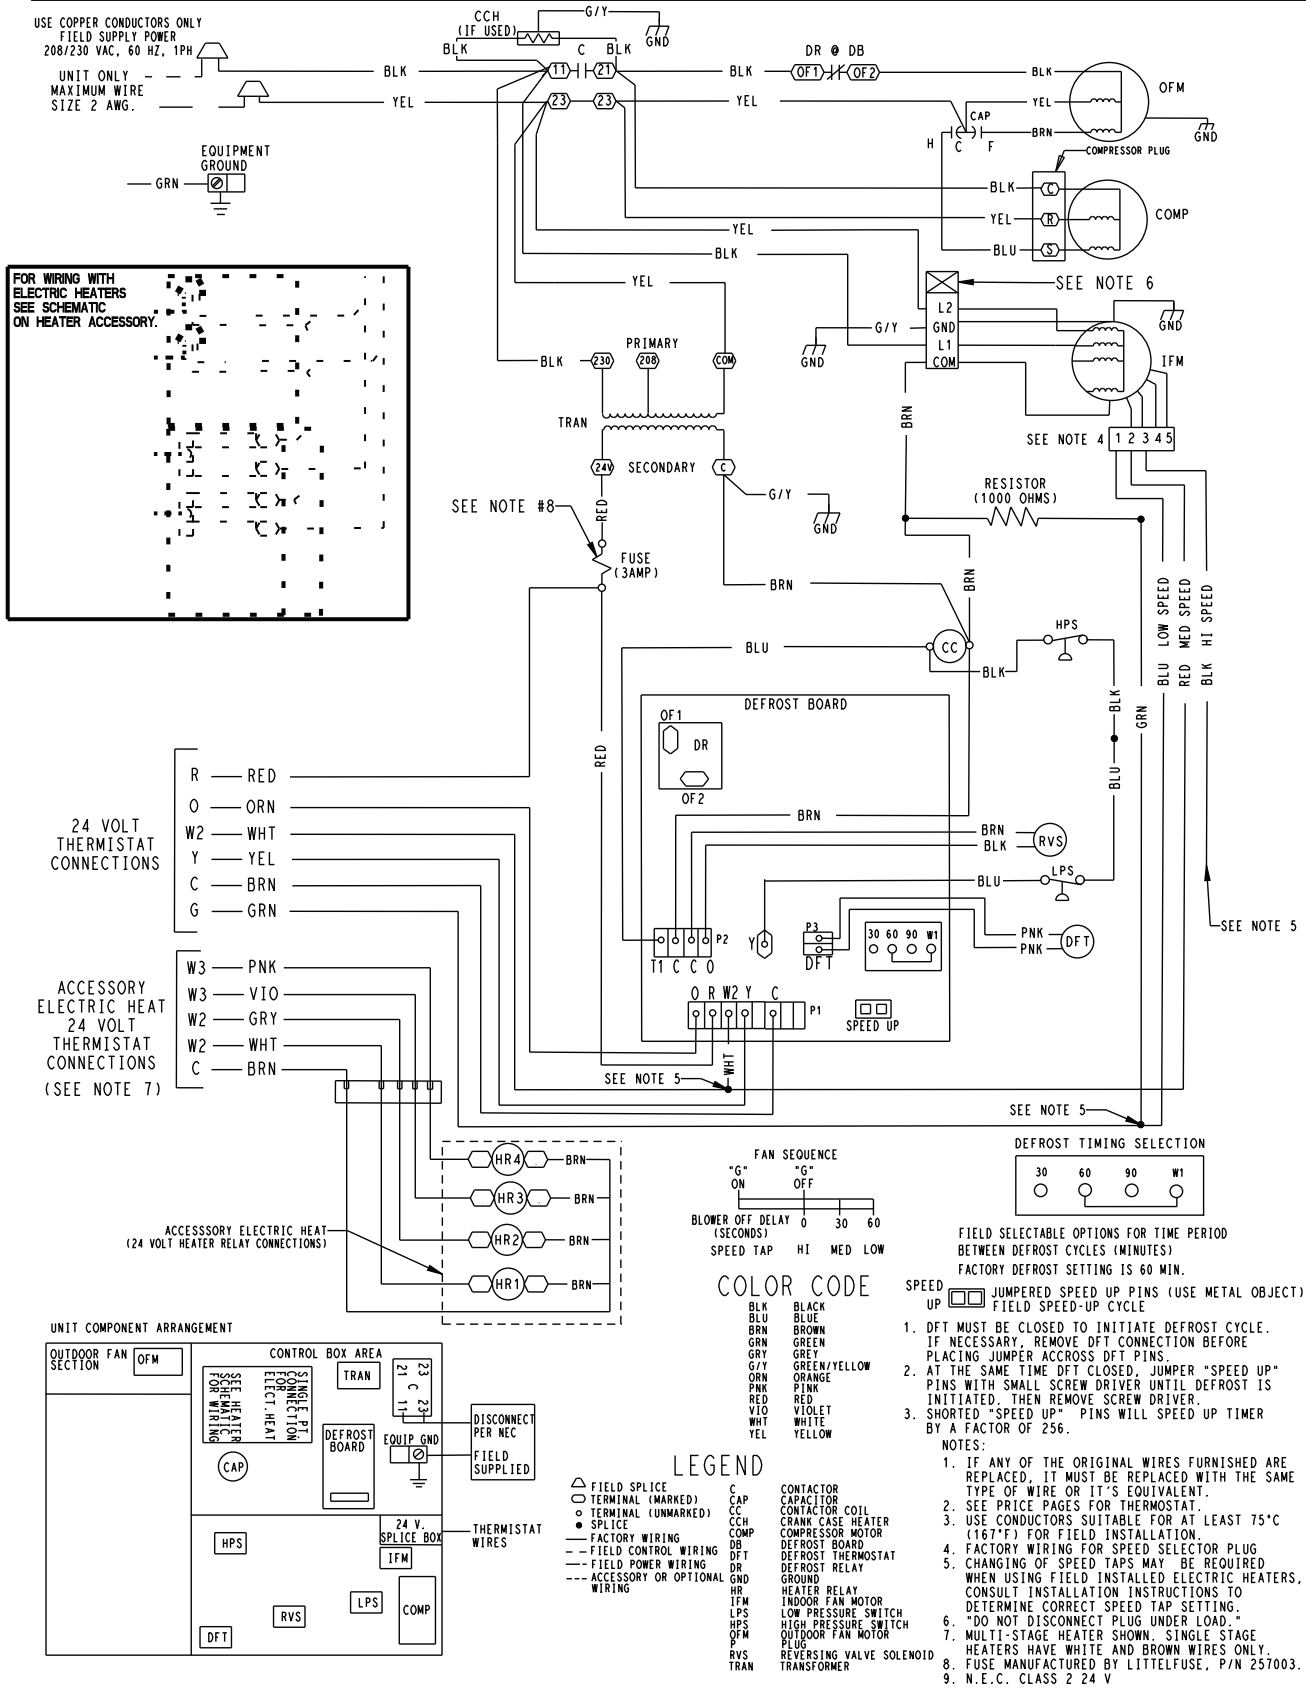 USE COPPER CONDUCTORS ONLY
FIELD SUPPLY POWER
208/230 VAC, 60 HZ, 1PH
UNIT ONLY
MAXIMUM WIRE
SIZE 2 AWG.
BLK
YEL
EQUIPMENT
GROUND
GRN
CCH
(IF USED)
G/Y
GND
BLK
C
BLK
11
21
23
23
BLK
DR @ DB
OF1
OF2
BLK
OFM
YEL
YEL
CAP
BRN
GND
H
C
F
COMPRESSOR PLUG
BLK
C
YEL
R
COMP
BLU
S
YEL
BLK
YEL
SEE NOTE 6
L2
GND
L1
COM
G/Y
GND
GND
IFM
FOR WIRING WITH
ELECTRIC HEATERS
SEE SCHEMATIC
ON HEATER ACCESSORY.
PRIMARY
BLK
230
208
COM
TRAN
24V
SECONDARY
C
BRN
SEE NOTE 4
1 2 3 4 5
G/Y
GND
RESISTOR
(1000 OHMS)
SEE NOTE #8
RED
FUSE
(3AMP)
BRN
BRN
BLU LOW SPEED
RED MED SPEED
BLK HI SPEED
BLU
CC
BLK
HPS
BLK
GRN
BLU
DEFROST BOARD
OF1
DR
OF2
RED
BRN
BRN
BLK
RVS
BLU
LPS
PNK
PNK
DFT
SEE NOTE 5
P2
T1 C C O
Y
P3
DFT
30 60 90 W1
O R W2 Y C
P1
SPEED UP
WHT
SEE NOTE 5
SEE NOTE 5
24 VOLT
THERMISTAT
CONNECTIONS
R RED
O ORN
W2 WHT
Y YEL
C BRN
G GRN
ACCESSORY
ELECTRIC HEAT
24 VOLT
THERMISTAT
CONNECTIONS
(SEE NOTE 7)
W3 PNK
W3 VIO
W2 GRY
W2 WHT
C BRN
HR4 BRN
HR3 BRN
HR2 BRN
HR1 BRN
ACCESSSORY ELECTRIC HEAT
(24 VOLT HEATER RELAY CONNECTIONS)
FAN SEQUENCE
"G" "G"
ON OFF
BLOWER OFF DELAY 0 30 60
(SECONDS)
SPEED TAP HI MED LOW
DEFROST TIMING SELECTION
30 60 90 W1
FIELD SELECTABLE OPTIONS FOR TIME PERIOD
BETWEEN DEFROST CYCLES (MINUTES)
FACTORY DEFROST SETTING IS 60 MIN.
SPEED
UP
JUMPERED SPEED UP PINS (USE METAL OBJECT)
FIELD SPEED-UP CYCLE
1. DFT MUST BE CLOSED TO INITIATE DEFROST CYCLE.
IF NECESSARY, REMOVE DFT CONNECTION BEFORE
PLACING JUMPER ACCROSS DFT PINS.
2. AT THE SAME TIME DFT CLOSED, JUMPER "SPEED UP"
PINS WITH SMALL SCREW DRIVER UNTIL DEFROST IS
INITIATED. THEN REMOVE SCREW DRIVER.
3. SHORTED "SPEED UP" PINS WILL SPEED UP TIMER
BY A FACTOR OF 256.
NOTES:
1. IF ANY OF THE ORIGINAL WIRES FURNISHED ARE
REPLACED, IT MUST BE REPLACED WITH THE SAME
TYPE OF WIRE OR IT'S EQUIVALENT.
2. SEE PRICE PAGES FOR THERMOSTAT.
3. USE CONDUCTORS SUITABLE FOR AT LEAST 75°C
(167°F) FOR FIELD INSTALLATION.
4. FACTORY WIRING FOR SPEED SELECTOR PLUG
5. CHANGING OF SPEED TAPS MAY BE REQUIRED
WHEN USING FIELD INSTALLED ELECTRIC HEATERS,
CONSULT INSTALLATION INSTRUCTIONS TO
DETERMINE CORRECT SPEED TAP SETTING.
6. "DO NOT DISCONNECT PLUG UNDER LOAD."
7. MULTI-STAGE HEATER SHOWN. SINGLE STAGE
HEATERS HAVE WHITE AND BROWN WIRES ONLY.
8. FUSE MANUFACTURED BY LITTELFUSE, P/N 257003.
9. N.E.C. CLASS 2 24 V
COLOR CODE
BLK BLACK
BLU BLUE
BRN BROWN
GRN GREEN
GRY GREY
G/Y GREEN/YELLOW
ORN ORANGE
PNK PINK
RED RED
VIO VIOLET
WHT WHITE
YEL YELLOW
LEGEND
FIELD SPLICE
TERMINAL (MARKED)
TERMINAL (UNMARKED)
SPLICE
FACTORY WIRING
FIELD CONTROL WIRING
FIELD POWER WIRING
ACCESSORY OR OPTIONAL
WIRING
C CONTACTOR
CAP CAPACITOR
CC CONTACTOR COIL
CCH CRANK CASE HEATER
COMP COMPRESSOR MOTOR
DB DEFROST BOARD
DFT DEFROST THERMOSTAT
DR DEFROST RELAY
GND GROUND
HR HEATER RELAY
IFM INDOOR FAN MOTOR
LPS LOW PRESSURE SWITCH
HPS HIGH PRESSURE SWITCH
OFM OUTDOOR FAN MOTOR
P PLUG
RVS REVERSING VALVE SOLENOID
TRAN TRANSFORMER
UNIT COMPONENT ARRANGEMENT
OUTDOOR FAN
SECTION
OFM
CONTROL BOX AREA
SINGLE PT.
CONNECTION
FOR
ELECT.HEAT
SEE HEATER
SCHEMATIC
FOR WIRING
TRAN
23
21
C
23
11
DISCONNECT
PER NEC
FIELD
SUPPLIED
CAP
DEFROST
BOARD
EQUIP GND
24 V.
SPLICE BOX
THERMISTAT
WIRES
HPS
IFM
LPS
COMP
RVS
DFT